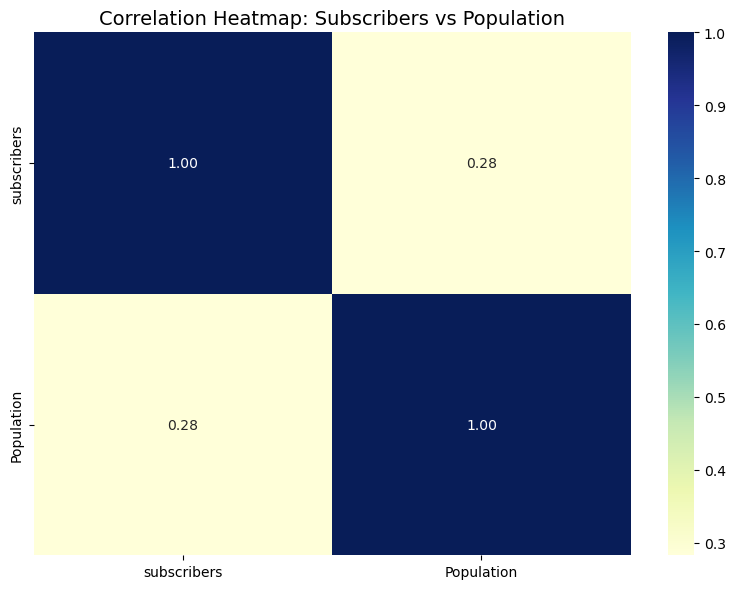 Correlation Heatmap: Subscribers vs Population
subscribers
1.00
0.28
Population
0.28
1.00
subscribers
Population
1.0
0.9
0.8
0.7
0.6
0.5
0.4
0.3